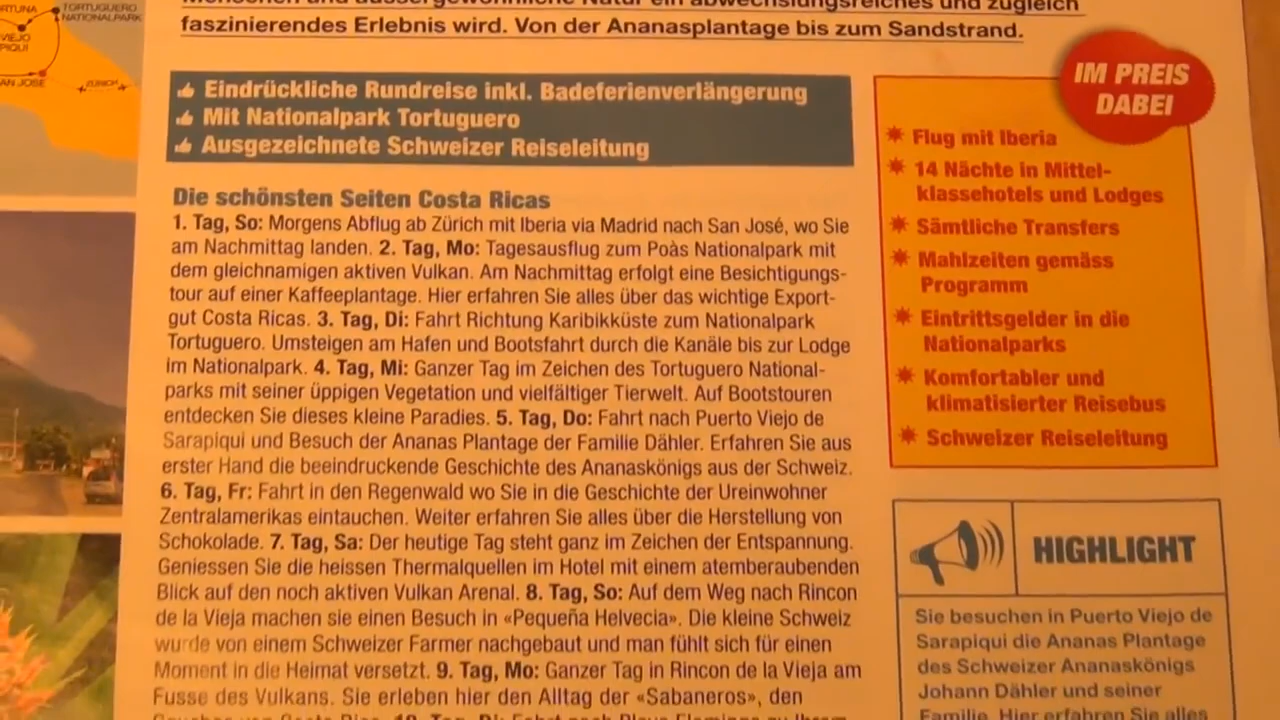 TORTUGUERO
NATIONALPARK
VIEJO
ZÜRICH
faszinierendes Erlebnis wird. Von der Ananasplantage bis zum Sandstrand.
Eindrückliche Rundreise inkl. Badeferienverlängerung
Mit Nationalpark Tortuguero
Ausgezeichnete Schweizer Reiseleitung
Die schönsten Seiten Costa Ricas
1. Tag, So: Morgens Abflug ab Zürich mit Iberia via Madrid nach San José, wo Sie
am Nachmittag landen. 2. Tag, Mo: Tagesausflug zum Poàs Nationalpark mit
dem gleichnamigen aktiven Vulkan. Am Nachmittag erfolgt eine Besichtigungs-
tour auf einer Kaffeeplantage. Hier erfahren Sie alles über das wichtige Export-
gut Costa Ricas. 3. Tag, Di: Fahrt Richtung Karibikküste zum Nationalpark
Tortuguero. Umsteigen am Hafen und Bootsfahrt durch die Kanäle bis zur Lodge
im Nationalpark. 4. Tag, Mi: Ganzer Tag im Zeichen des Tortuguero National-
parks mit seiner üppigen Vegetation und vielfältiger Tierwelt. Auf Bootstouren
entdecken Sie dieses kleine Paradies. 5. Tag, Do: Fahrt nach Puerto Viejo de
Sarapiqui und Besuch der Ananas Plantage der Familie Dähler. Erfahren Sie aus
erster Hand die beeindruckende Geschichte des Ananaskönigs aus der Schweiz.
6. Tag, Fr: Fahrt in den Regenwald wo Sie in die Geschichte der Ureinwohner
Zentralamerikas eintauchen. Weiter erfahren Sie alles über die Herstellung von
Schokolade. 7. Tag, Sa: Der heutige Tag steht ganz im Zeichen der Entspannung.
Geniessen Sie die heissen Thermalquellen im Hotel mit einem atemberaubenden
Blick auf den noch aktiven Vulkan Arenal. 8. Tag, So: Auf dem Weg nach Rincon
de la Vieja machen sie einen Besuch in «Pequeña Helvecia». Die kleine Schweiz
wurde von einem Schweizer Farmer nachgebaut und man fühlt sich für einen
Moment in die Heimat versetzt. 9. Tag, Mo: Ganzer Tag in Rincon de la Vieja am
Fusse des Vulkans. Sie erleben hier den Alltag der «Sabaneros», den
IM PREIS
DABEI
Flug mit Iberia
14 Nächte in Mittel-
klassehotels und Lodges
Sämtliche Transfers
Mahlzeiten gemäss
Programm
Eintrittsgelder in die
Nationalparks
Komfortabler und
klimatisierter Reisebus
Schweizer Reiseleitung
HIGHLIGHT
Sie besuchen in Puerto Viejo de
Sarapiqui die Ananas Plantage
des Schweizer Ananaskönigs
Johann Dähler und seiner
Familie. Hier erfahren Sie alles